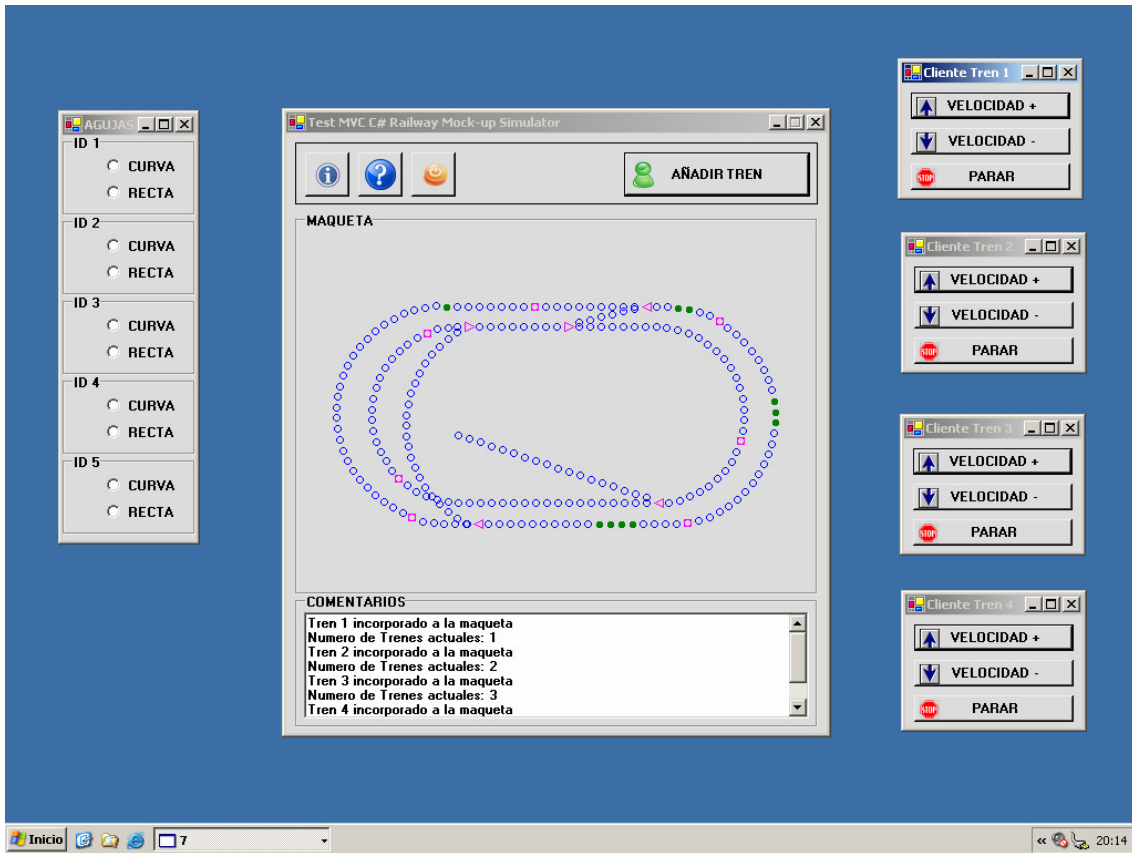 AGUJAS
ID 1
CURVA
RECTA
ID 2
CURVA
RECTA
ID 3
CURVA
RECTA
ID 4
CURVA
RECTA
ID 5
CURVA
RECTA
Test MVC C# Railway Mock-up Simulator
AÑADIR TREN
MAQUETA
COMENTARIOS
Tren 1 incorporado a la maqueta
Numero de Trenes actuales: 1
Tren 2 incorporado a la maqueta
Numero de Trenes actuales: 2
Tren 3 incorporado a la maqueta
Numero de Trenes actuales: 3
Tren 4 incorporado a la maqueta
Cliente Tren 1
VELOCIDAD +
VELOCIDAD -
STOP PARAR
Cliente Tren 2
VELOCIDAD +
VELOCIDAD -
STOP PARAR
Cliente Tren 3
VELOCIDAD +
VELOCIDAD -
STOP PARAR
Cliente Tren 4
VELOCIDAD +
VELOCIDAD -
STOP PARAR
Inicio
7
« 20:14